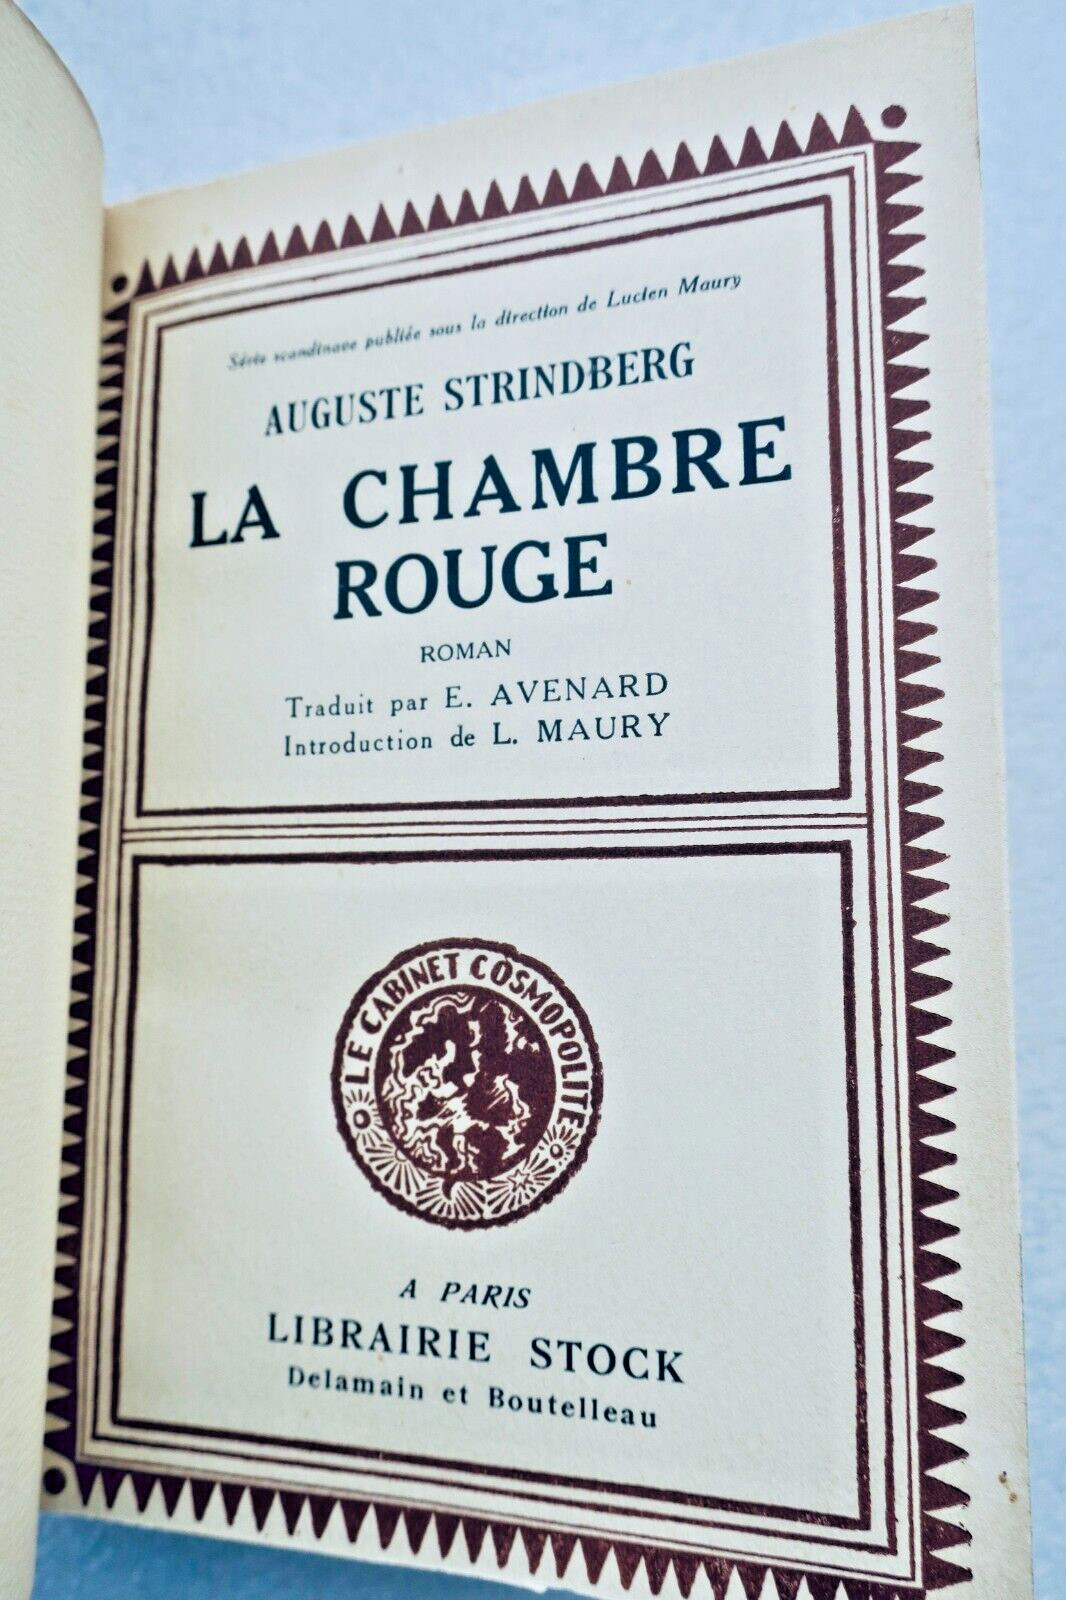 Série scandinave publiée sous la direction de Lucien Maury
AUGUSTE STRINDBERG
LA CHAMBRE
ROUGE
ROMAN
Traduit par E. AVENARD
Introduction de L. MAURY
LE CABINET COSMOPOLITE
A PARIS
LIBRAIRIE STOCK
Delamain et Boutelleau